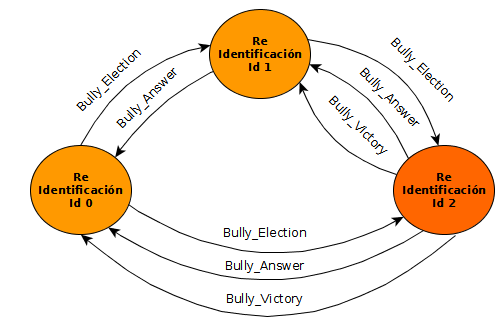 Re
Identificación
Id 1
Bully_Election
Bully_Answer
Bully_Election
Bully_Answer
Bully_Victory
Re
Identificación
Id 0
Re
Identificación
Id 2
Bully_Election
Bully_Answer
Bully_Victory